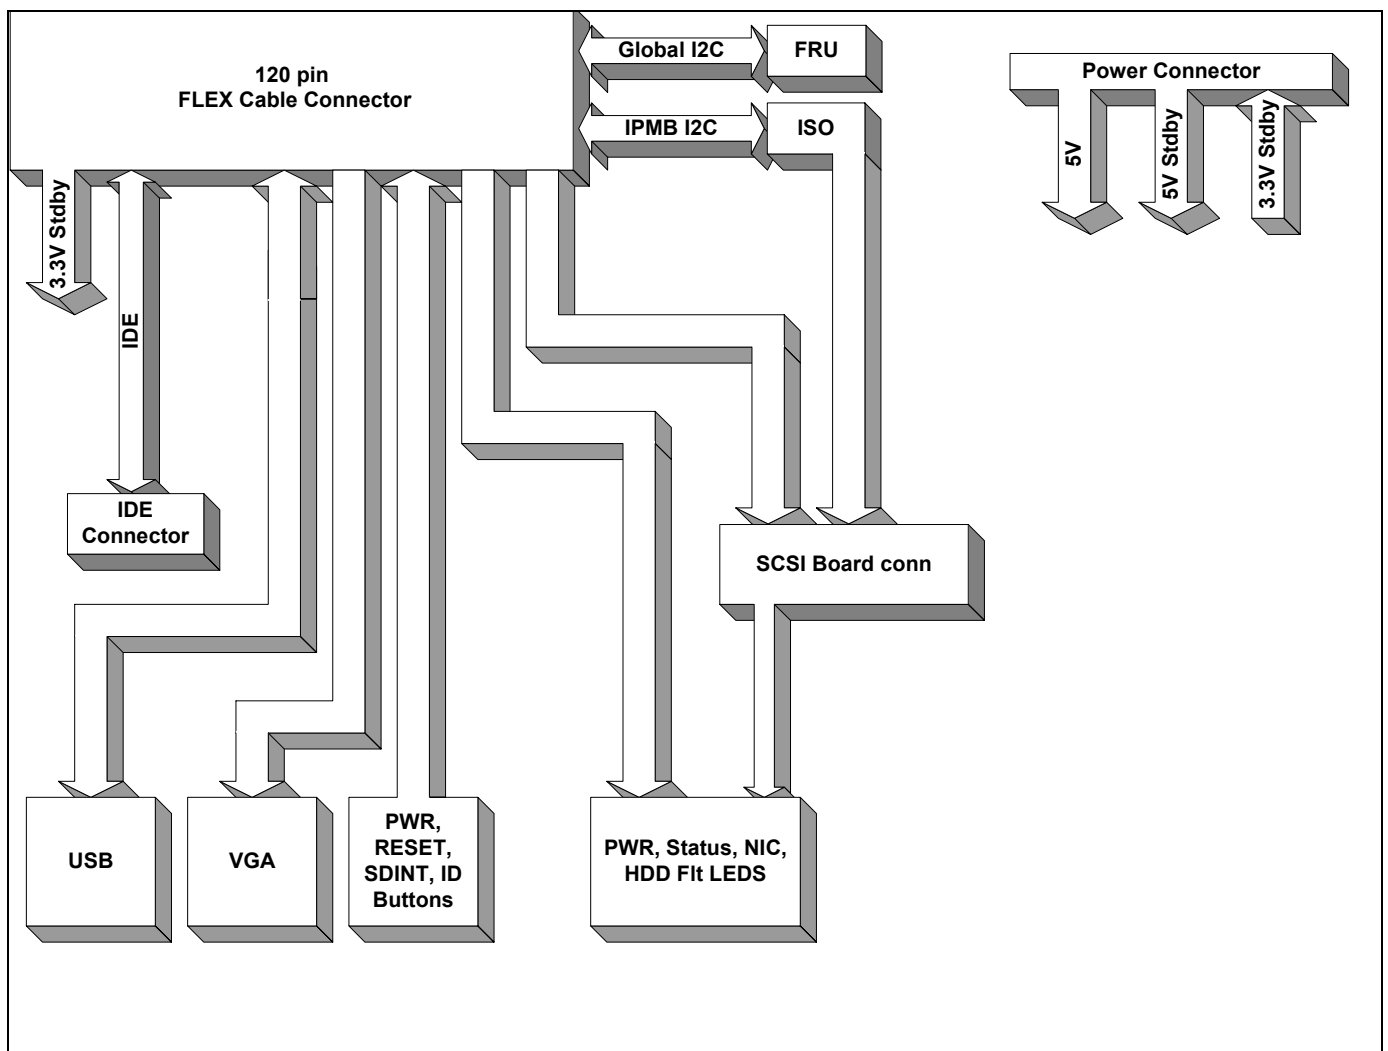 120 pin
FLEX Cable Connector
Global I2C
FRU
IPMB I2C
ISO
Power Connector
5V
5V Stdby
3.3V Stdby
3.3V Stdby
IDE
IDE
Connector
SCSI Board conn
USB
VGA
PWR,
RESET,
SDINT, ID
Buttons
PWR, Status, NIC,
HDD Flt LEDS